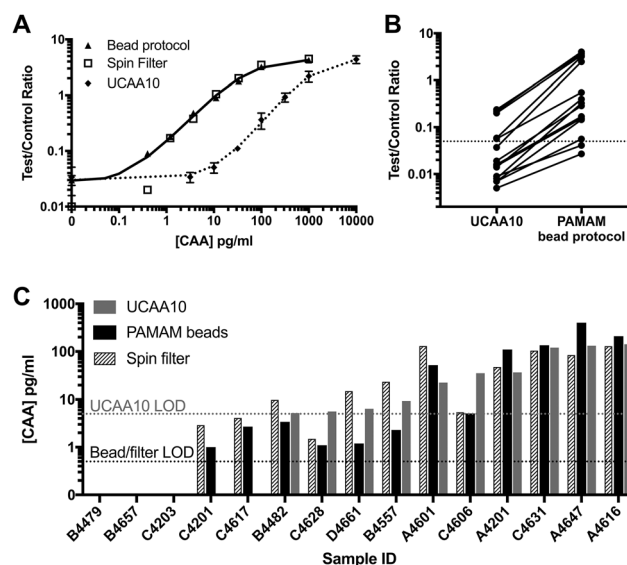 A
Bead protocol
Spin Filter
UCAA10
Test/Control Ratio
10
1
0.1
0.01
0
0.1
1
10
100
1000
10000
[CAA] pg/ml
B
Test/Control Ratio
10
1
0.1
0.01
UCAA10
PAMAM
bead protocol
C
UCAA10
PAMAM beads
Spin filter
[CAA] pg/ml
1000
100
10
1
0
UCAA10 LOD
Bead/filter LOD
B4479
B4657
C4203
C4201
C4617
B4482
C4628
D4661
B4557
A4601
C4606
A4201
C4631
A4647
A4616
Sample ID